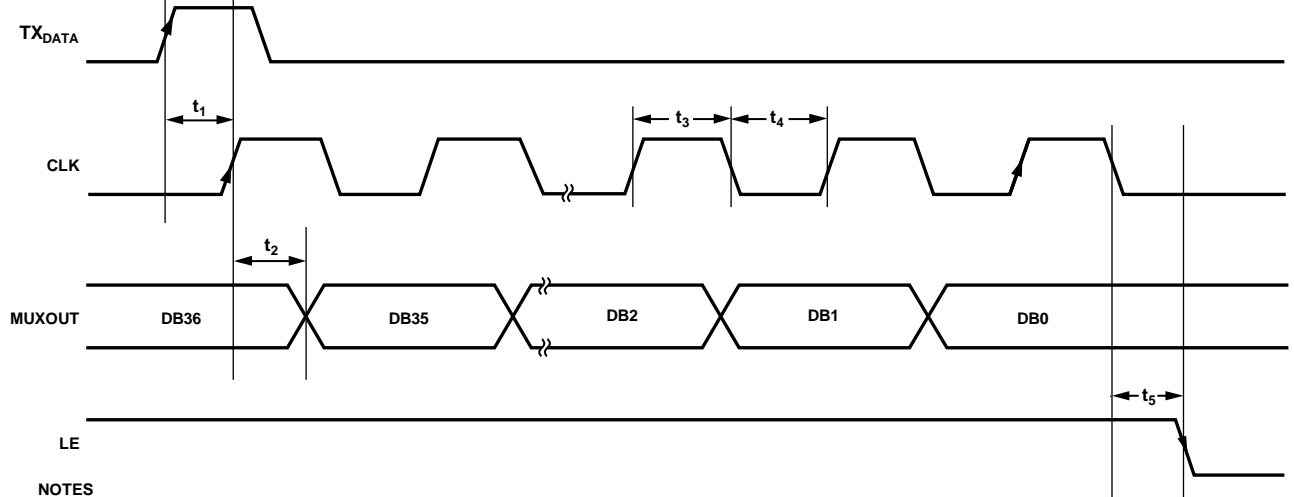 TXDATA
t1
CLK
t3
t4
t2
MUXOUT
DB36
DB35
DB2
DB1
DB0
LE
t5
NOTES